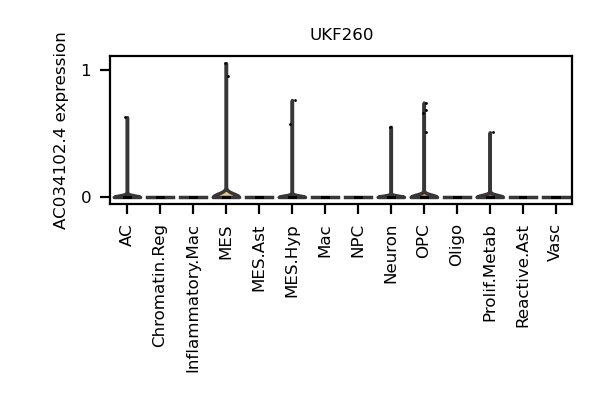 UKF260
AC034102.4 expression
1
0
AC
Chromatin.Reg
Inflammatory.Mac
MES
MES.Ast
MES.Hyp
Mac
NPC
Neuron
OPC
Oligo
Prolif.Metab
Reactive.Ast
Vasc